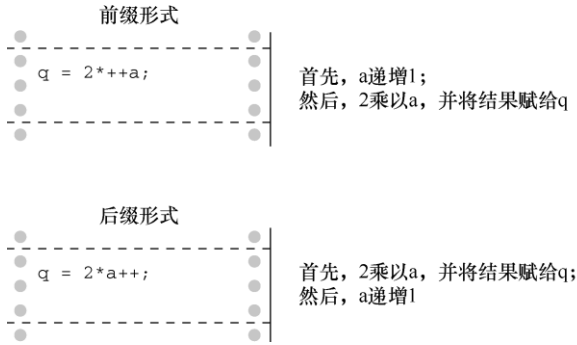 前缀形式
q = 2*++a;
首先，a递增1；
然后，2乘以a，并将结果赋给q
后缀形式
q = 2*a++;
首先，2乘以a，并将结果赋给q；
然后，a递增1